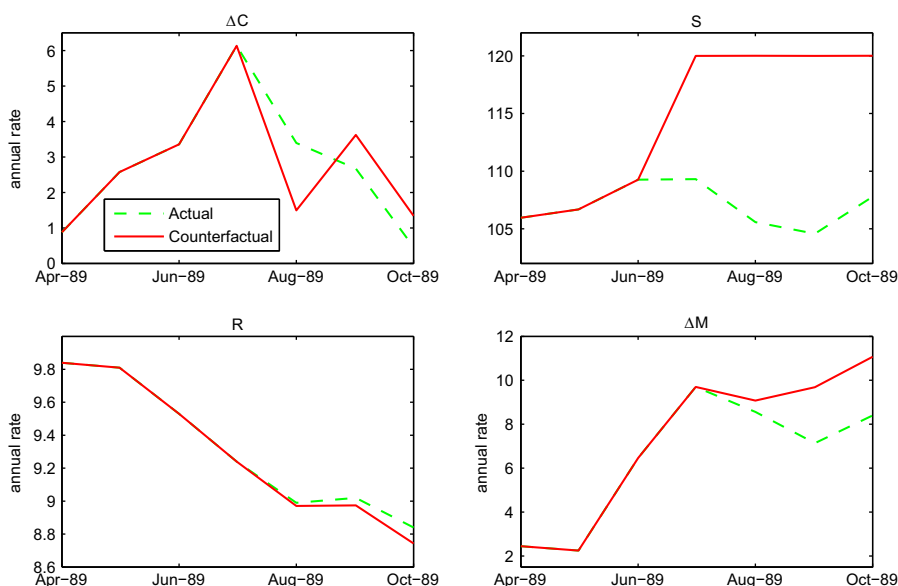 ΔC
annual rate
6
5
4
3
2
1
0
Actual
Counterfactual
Apr−89
Jun−89
Aug−89
Oct−89
S
120
115
110
105
Apr−89
Jun−89
Aug−89
Oct−89
R
annual rate
9.8
9.6
9.4
9.2
9
8.8
8.6
Apr−89
Jun−89
Aug−89
Oct−89
ΔM
annual rate
12
10
8
6
4
2
Apr−89
Jun−89
Aug−89
Oct−89
annual rate